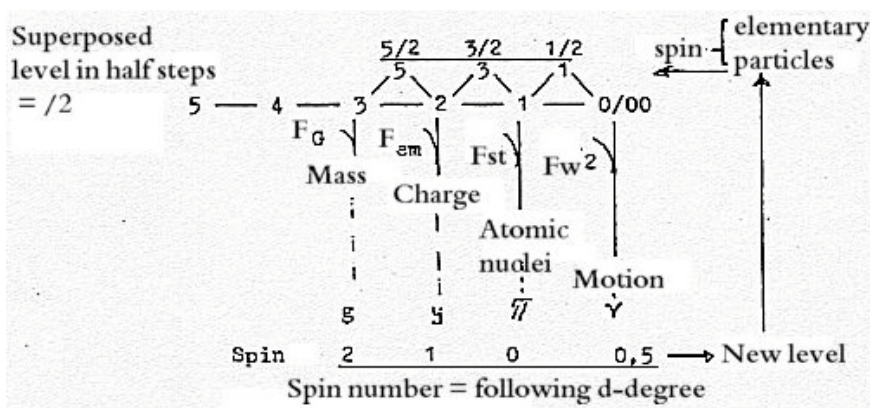 Superposed
level in half steps
= /2
5/2 3/2 1/2
5 3 1
spin
elementary
particles
5 4 3 2 1 0/00
FG Fem Fst Fw2
Mass
Charge
Atomic
nuclei
Motion
g y π ν
Spin 2 1 0 0,5 → New level
Spin number = following d-degree